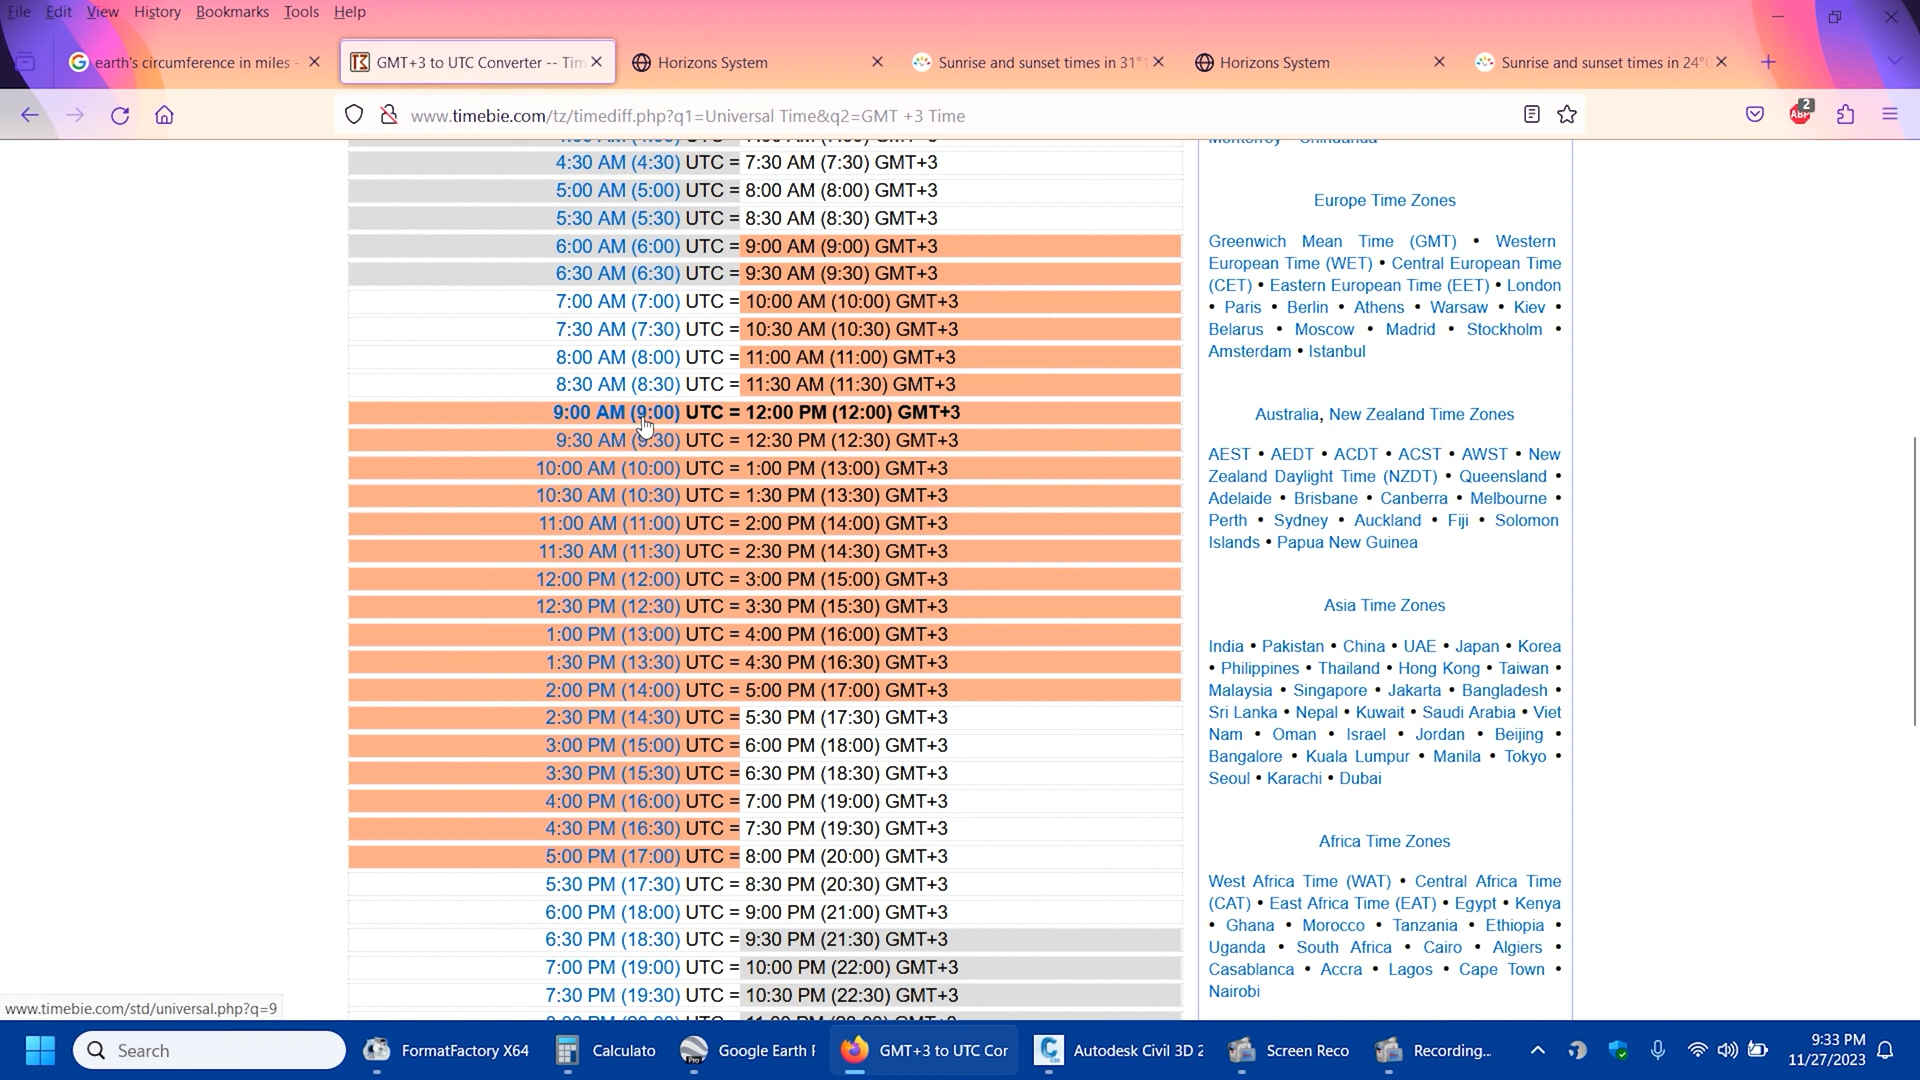 File Edit View History Bookmarks Tools Help
earth's circumference in miles -
GMT+3 to UTC Converter -- Tim
Horizons System
Sunrise and sunset times in 31°1
Horizons System
Sunrise and sunset times in 24°0
www.timebie.com/tz/timediff.php?q1=Universal Time&q2=GMT +3 Time
2
ABP
4:30 AM (4:30) UTC = 7:30 AM (7:30) GMT+3
5:00 AM (5:00) UTC = 8:00 AM (8:00) GMT+3
5:30 AM (5:30) UTC = 8:30 AM (8:30) GMT+3
6:00 AM (6:00) UTC = 9:00 AM (9:00) GMT+3
6:30 AM (6:30) UTC = 9:30 AM (9:30) GMT+3
7:00 AM (7:00) UTC = 10:00 AM (10:00) GMT+3
7:30 AM (7:30) UTC = 10:30 AM (10:30) GMT+3
8:00 AM (8:00) UTC = 11:00 AM (11:00) GMT+3
8:30 AM (8:30) UTC = 11:30 AM (11:30) GMT+3
9:00 AM (9:00) UTC = 12:00 PM (12:00) GMT+3
9:30 AM (9:30) UTC = 12:30 PM (12:30) GMT+3
10:00 AM (10:00) UTC = 1:00 PM (13:00) GMT+3
10:30 AM (10:30) UTC = 1:30 PM (13:30) GMT+3
11:00 AM (11:00) UTC = 2:00 PM (14:00) GMT+3
11:30 AM (11:30) UTC = 2:30 PM (14:30) GMT+3
12:00 PM (12:00) UTC = 3:00 PM (15:00) GMT+3
12:30 PM (12:30) UTC = 3:30 PM (15:30) GMT+3
1:00 PM (13:00) UTC = 4:00 PM (16:00) GMT+3
1:30 PM (13:30) UTC = 4:30 PM (16:30) GMT+3
2:00 PM (14:00) UTC = 5:00 PM (17:00) GMT+3
2:30 PM (14:30) UTC = 5:30 PM (17:30) GMT+3
3:00 PM (15:00) UTC = 6:00 PM (18:00) GMT+3
3:30 PM (15:30) UTC = 6:30 PM (18:30) GMT+3
4:00 PM (16:00) UTC = 7:00 PM (19:00) GMT+3
4:30 PM (16:30) UTC = 7:30 PM (19:30) GMT+3
5:00 PM (17:00) UTC = 8:00 PM (20:00) GMT+3
5:30 PM (17:30) UTC = 8:30 PM (20:30) GMT+3
6:00 PM (18:00) UTC = 9:00 PM (21:00) GMT+3
6:30 PM (18:30) UTC = 9:30 PM (21:30) GMT+3
7:00 PM (19:00) UTC = 10:00 PM (22:00) GMT+3
7:30 PM (19:30) UTC = 10:30 PM (22:30) GMT+3
Monterrey • Chihuahua
Europe Time Zones
Greenwich Mean Time (GMT) • Western
European Time (WET) • Central European Time
(CET) • Eastern European Time (EET) • London
• Paris • Berlin • Athens • Warsaw • Kiev •
Belarus • Moscow • Madrid • Stockholm •
Amsterdam • Istanbul
Australia, New Zealand Time Zones
AEST • AEDT • ACDT • ACST • AWST • New
Zealand Daylight Time (NZDT) • Queensland •
Adelaide • Brisbane • Canberra • Melbourne •
Perth • Sydney • Auckland • Fiji • Solomon
Islands • Papua New Guinea
Asia Time Zones
India • Pakistan • China • UAE • Japan • Korea
• Philippines • Thailand • Hong Kong • Taiwan •
Malaysia • Singapore • Jakarta • Bangladesh •
Sri Lanka • Nepal • Kuwait • Saudi Arabia • Viet
Nam • Oman • Israel • Jordan • Beijing •
Bangalore • Kuala Lumpur • Manila • Tokyo •
Seoul • Karachi • Dubai
Africa Time Zones
West Africa Time (WAT) • Central Africa Time
(CAT) • East Africa Time (EAT) • Egypt • Kenya
• Ghana • Morocco • Tanzania • Ethiopia •
Uganda • South Africa • Cairo • Algiers •
Casablanca • Accra • Lagos • Cape Town •
Nairobi
www.timebie.com/std/universal.php?q=9
Search
FormatFactory X64
Calculato
Google Earth P
GMT+3 to UTC Cor
Autodesk Civil 3D 2
Screen Reco
Recording...
9:33 PM
11/27/2023